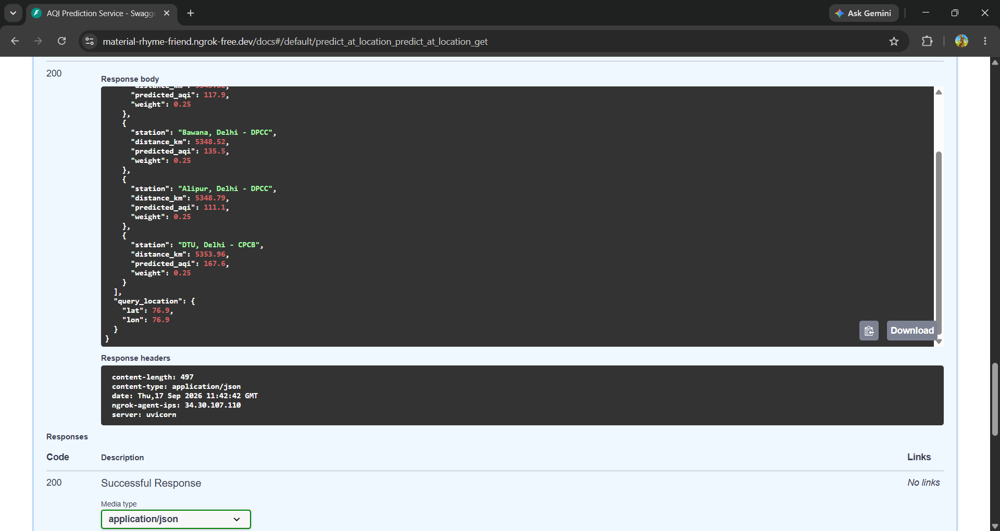 AQI Prediction Service - Swagg
Ask Gemini
material-rhyme-friend.ngrok-free.dev/docs#/default/predict_at_location_predict_at_location_get
200
Response body
"distance_km": 5345.52,
"predicted_aqi": 117.9,
"weight": 0.25
},
{
"station": "Bawana, Delhi - DPCC",
"distance_km": 5348.52,
"predicted_aqi": 135.5,
"weight": 0.25
},
{
"station": "Alipur, Delhi - DPCC",
"distance_km": 5348.79,
"predicted_aqi": 111.1,
"weight": 0.25
},
{
"station": "DTU, Delhi - CPCB",
"distance_km": 5353.96,
"predicted_aqi": 167.6,
"weight": 0.25
}
],
"query_location": {
"lat": 76.9,
"lon": 76.9
}
}
Download
Response headers
content-length: 497
content-type: application/json
date: Thu,17 Sep 2026 11:42:42 GMT
ngrok-agent-ips: 34.30.107.110
server: uvicorn
Responses
Code
Description
Links
200
Successful Response
No links
Media type
application/json